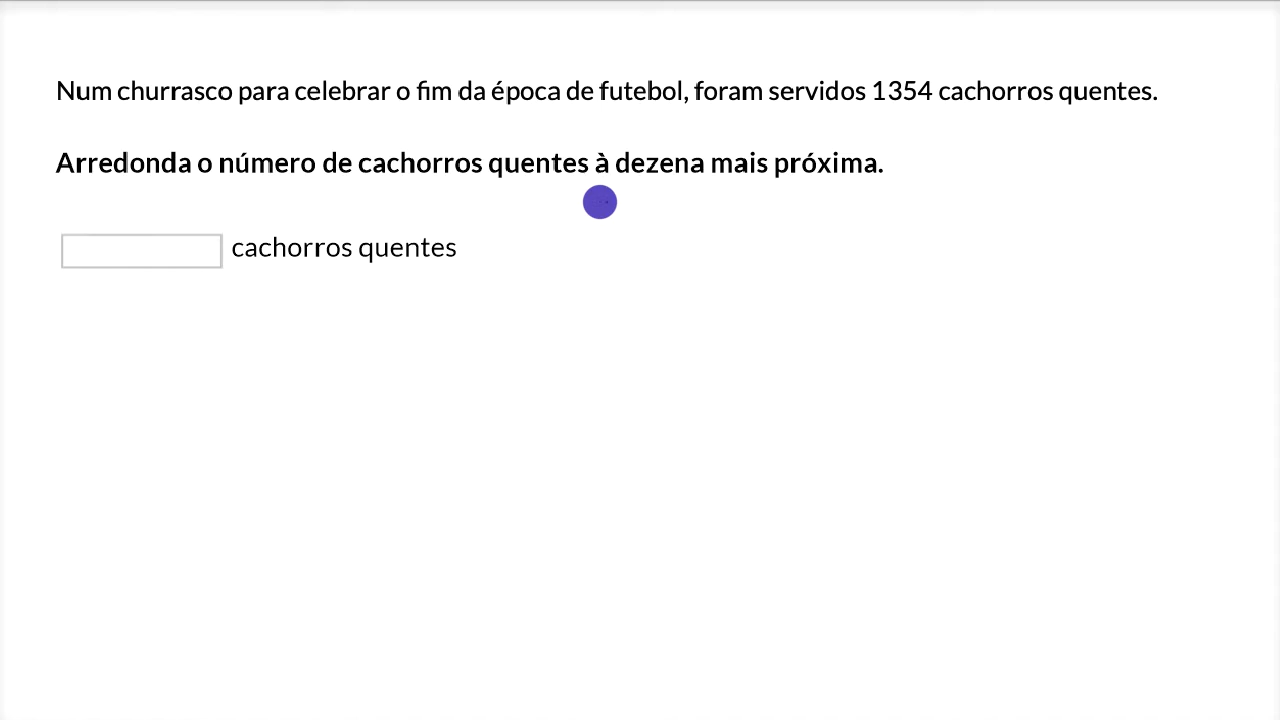 Num churrasco para celebrar o fim da época de futebol, foram servidos 1354 cachorros quentes.
Arredonda o número de cachorros quentes à dezena mais próxima.
cachorros quentes